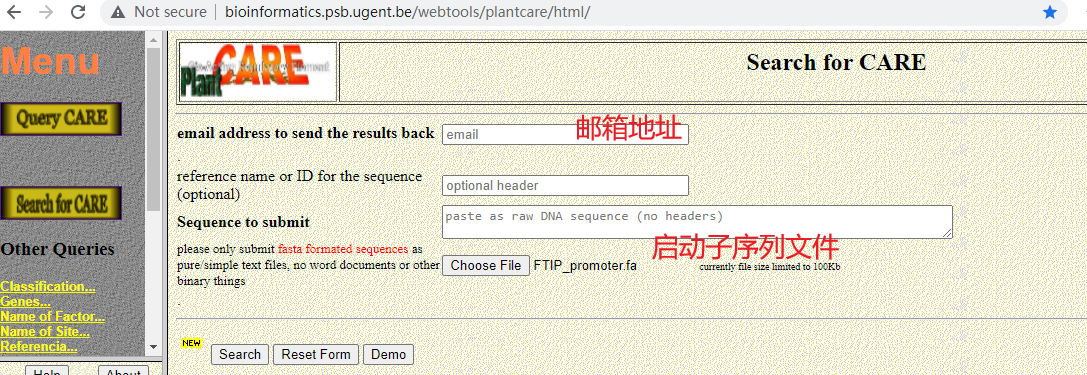 Not secure | bioinformatics.psb.ugent.be/webtools/plantcare/html/
Menu
Query CARE
Search for CARE
Other Queries
Classification...
Genes...
Name of Factor...
Name of Site...
Referencia...
Help About
Plant CARE
Search for CARE
email address to send the results back
email
邮箱地址
.
reference name or ID for the sequence
(optional)
optional header
Sequence to submit
paste as raw DNA sequence (no headers)
please only submit fasta formated sequences as
pure/simple text files, no word documents or other
binary things
启动子序列文件
Choose File FTIP_promoter.fa
currently file size limited to 100Kb
.
NEW
Search Reset Form Demo